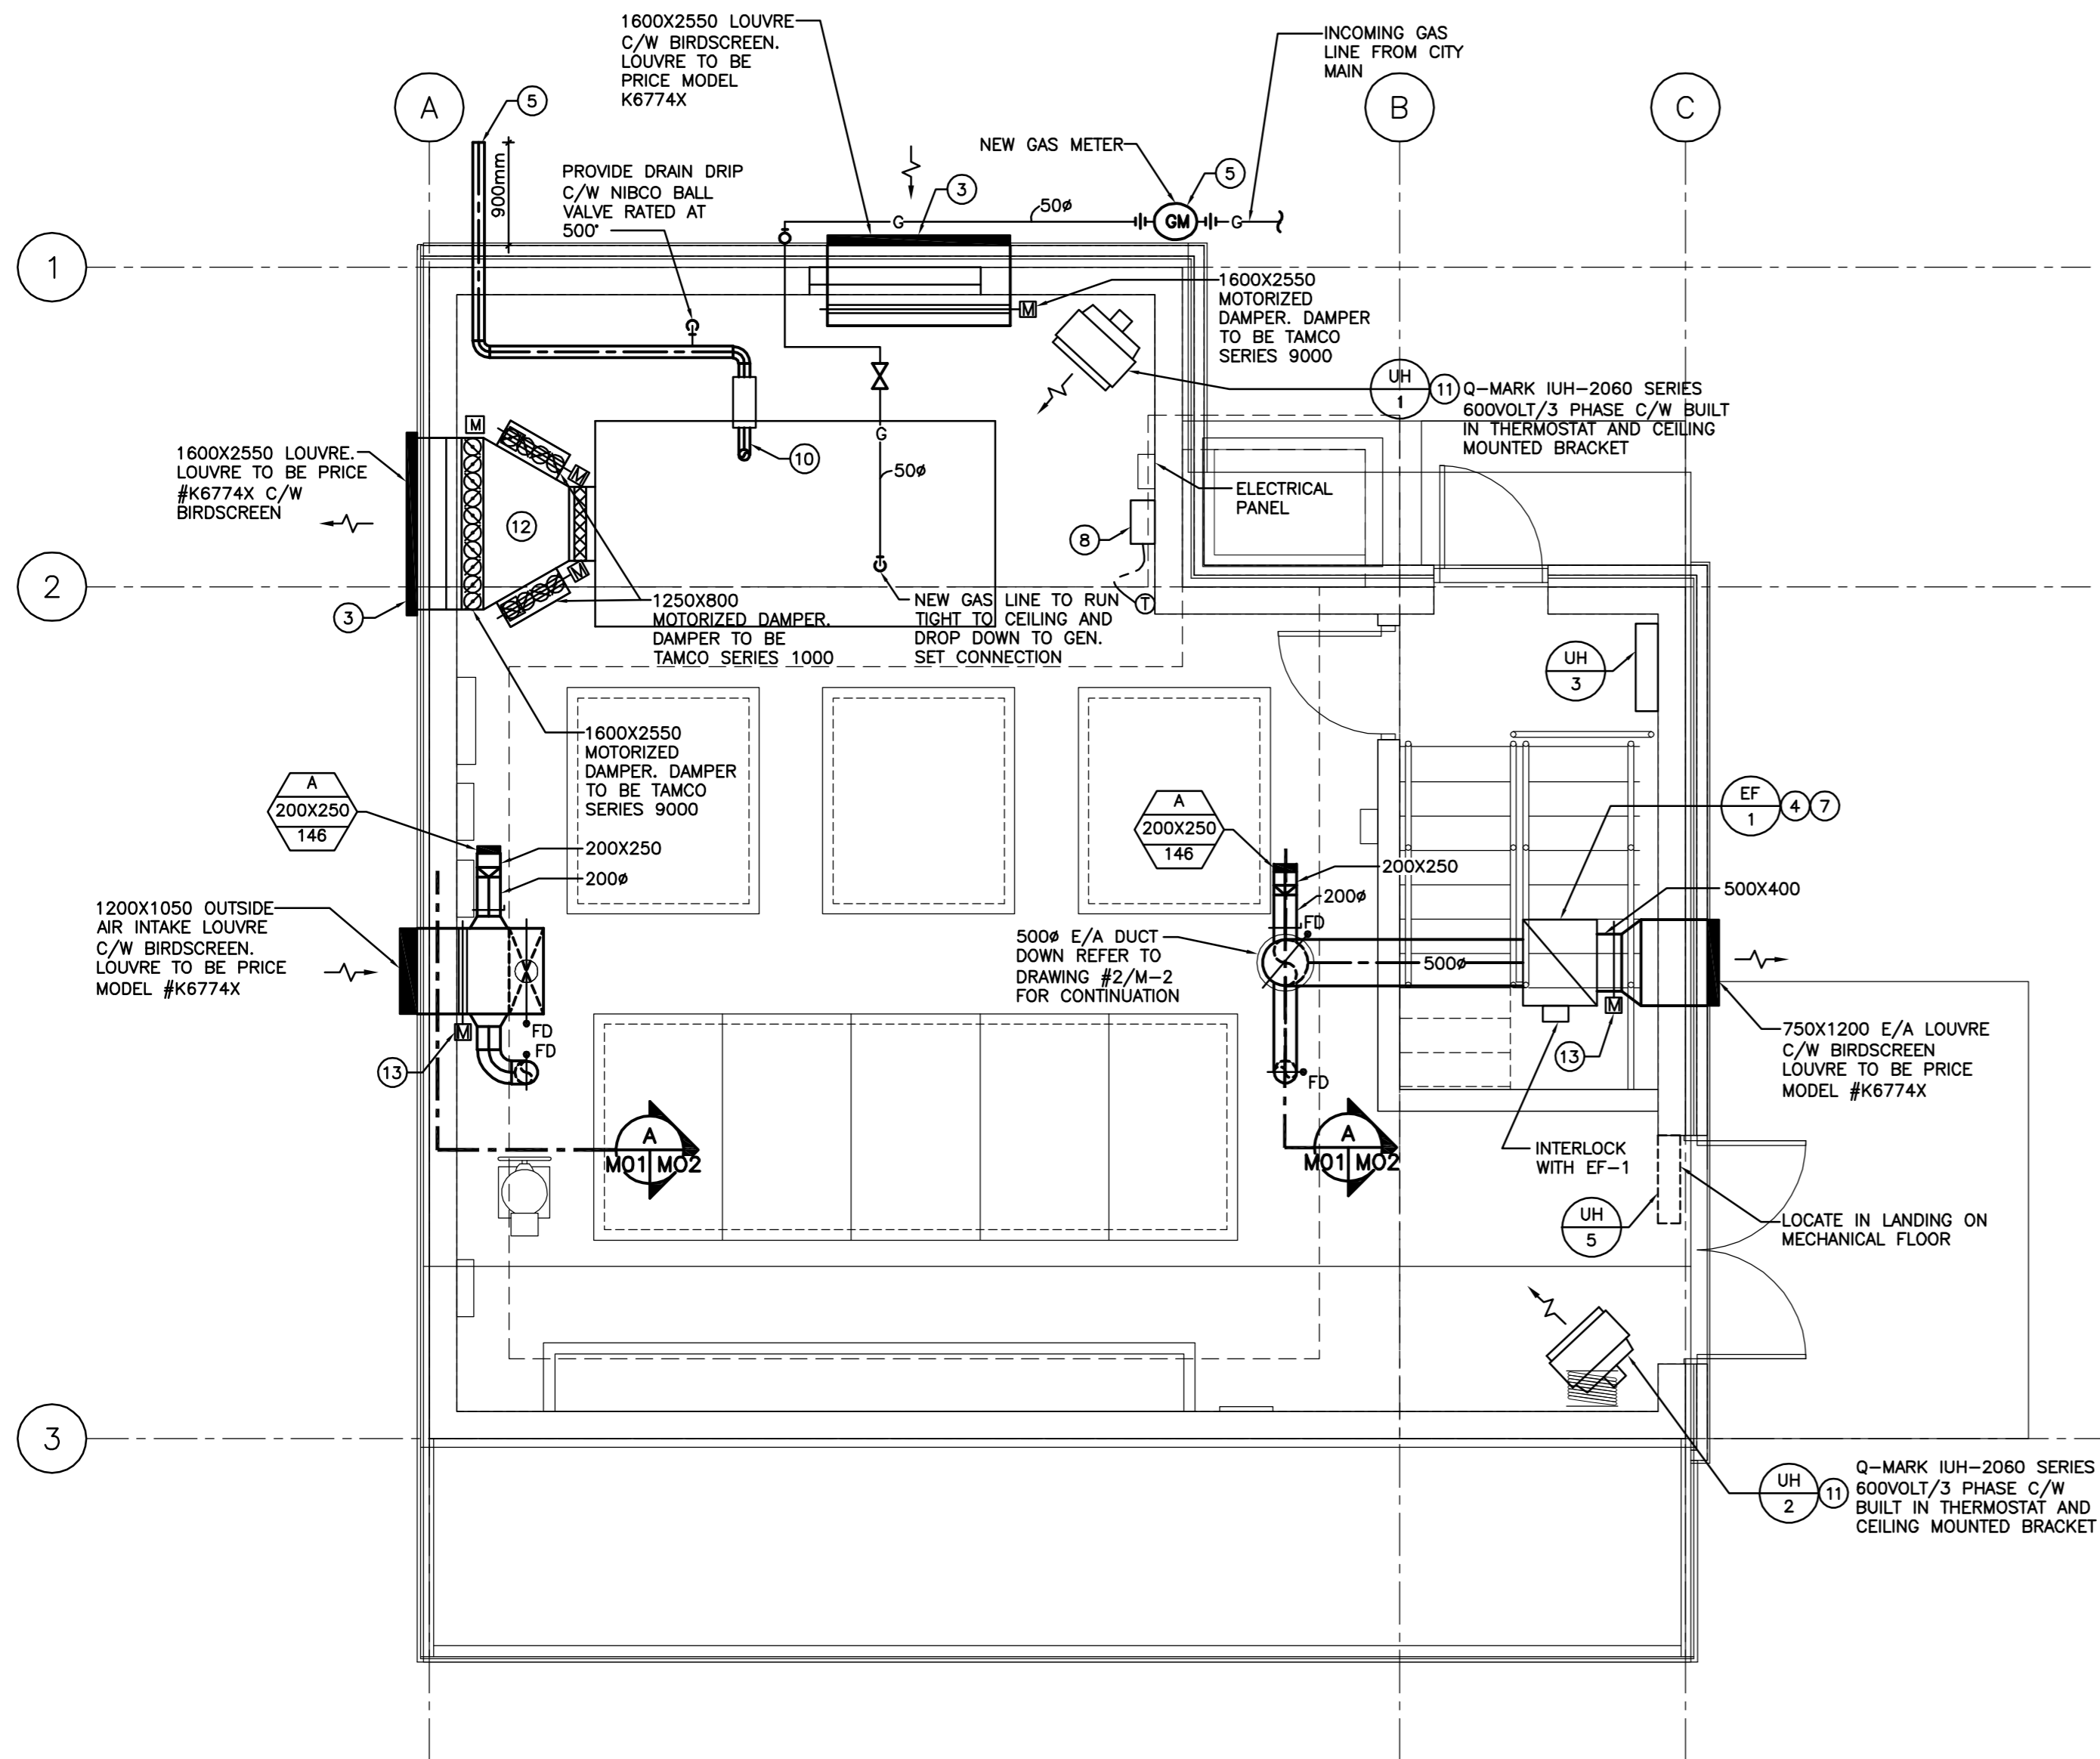 1600X2550 LOUVRE
C/W BIRDSCREEN.
LOUVRE TO BE
PRICE MODEL
K6774X
INCOMING GAS
LINE FROM CITY
MAIN
A
B
C
5
900mm
PROVIDE DRAIN DRIP
C/W NIBCO BALL
VALVE RATED AT
500°
NEW GAS METER
5
3
G
50ø
GM
G
1
1600X2550
MOTORIZED
DAMPER. DAMPER
TO BE TAMCO
SERIES 9000
M
UH
1
11
Q-MARK IUH-2060 SERIES
600VOLT/3 PHASE C/W BUILT
IN THERMOSTAT AND CEILING
MOUNTED BRACKET
1600X2550 LOUVRE.
LOUVRE TO BE PRICE
#K6774X C/W
BIRDSCREEN
M
M
10
G
50ø
ELECTRICAL
PANEL
12
8
M
2
3
1250X800
MOTORIZED DAMPER.
DAMPER TO BE
TAMCO SERIES 1000
NEW GAS LINE TO RUN
TIGHT TO CEILING AND
DROP DOWN TO GEN.
SET CONNECTION
T
UH
3
1600X2550
MOTORIZED
DAMPER. DAMPER
TO BE TAMCO
SERIES 9000
A
200X250
146
200X250
200ø
A
200X250
146
200X250
200ø
EF
1
4
7
500X400
1200X1050 OUTSIDE
AIR INTAKE LOUVRE
C/W BIRDSCREEN.
LOUVRE TO BE PRICE
MODEL #K6774X
500ø E/A DUCT
DOWN REFER TO
DRAWING #2/M-2
FOR CONTINUATION
FD
500ø
M
FD
FD
13
FD
M
13
750X1200 E/A LOUVRE
C/W BIRDSCREEN
LOUVRE TO BE PRICE
MODEL #K6774X
A
M01 M02
A
M01 M02
INTERLOCK
WITH EF-1
UH
5
LOCATE IN LANDING ON
MECHANICAL FLOOR
3
UH
2
11
Q-MARK IUH-2060 SERIES
600VOLT/3 PHASE C/W
BUILT IN THERMOSTAT AND
CEILING MOUNTED BRACKET